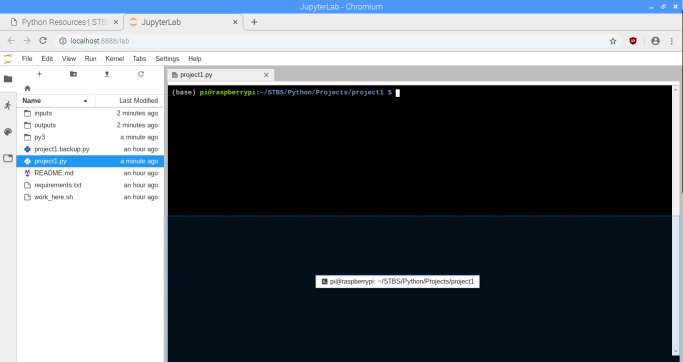 JupyterLab - Chromium
Python Resources | STBS
JupyterLab
localhost:8888/lab
File Edit View Run Kernel Tabs Settings Help
project1.py
Name Last Modified
inputs 2 minutes ago
outputs 2 minutes ago
py3 a minute ago
project1.backup.py an hour ago
project1.py a minute ago
README.md an hour ago
requirements.txt an hour ago
work_here.sh an hour ago
(base) pi@raspberrypi:~/STBS/Python/Projects/project1 $
pi@raspberrypi: ~/STBS/Python/Projects/project1